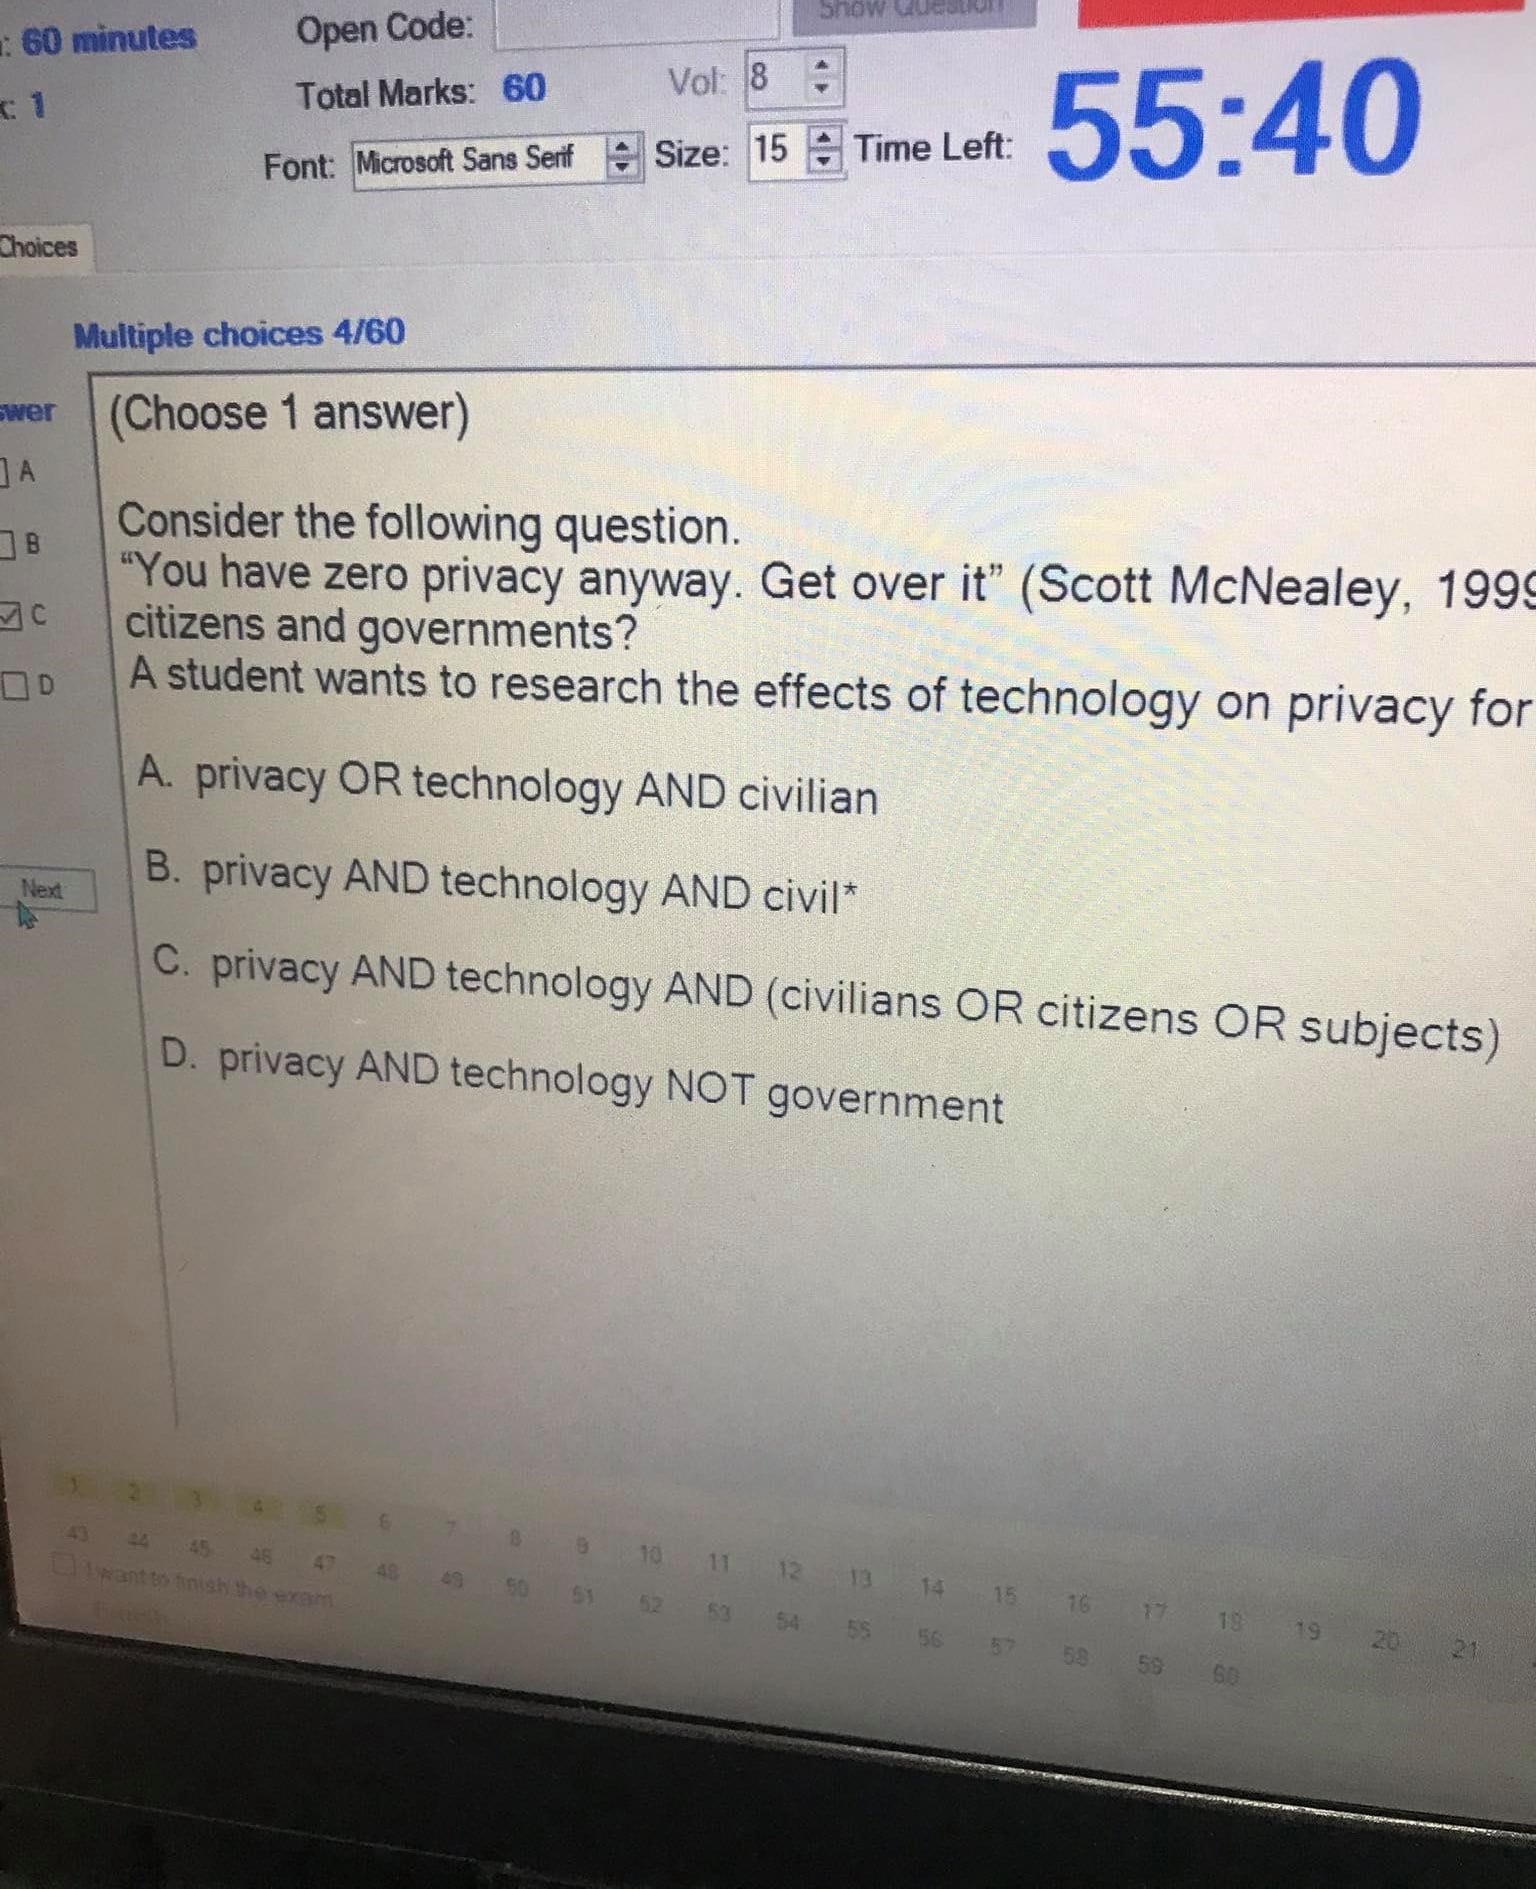 : 60 minutes
Open Code:
Show Question
: 1
Total Marks: 60
Vol: 8
Font: Microsoft Sans Serif
Size: 15
Time Left: 55:40
Choices
Multiple choices 4/60
swer
(Choose 1 answer)
A
B
C
D
Consider the following question.
“You have zero privacy anyway. Get over it” (Scott McNealey, 1999
citizens and governments?
A student wants to research the effects of technology on privacy for
A. privacy OR technology AND civilian
B. privacy AND technology AND civil*
C. privacy AND technology AND (civilians OR citizens OR subjects)
D. privacy AND technology NOT government
Next
1 2 3 4 5 6 7 8 9 10 11 12 13 14 15 16 17 18 19 20 21
43 44 45 46 47 48 49 50 51 52 53 54 55 56 57 58 59 60
I want to finish the exam
Finish